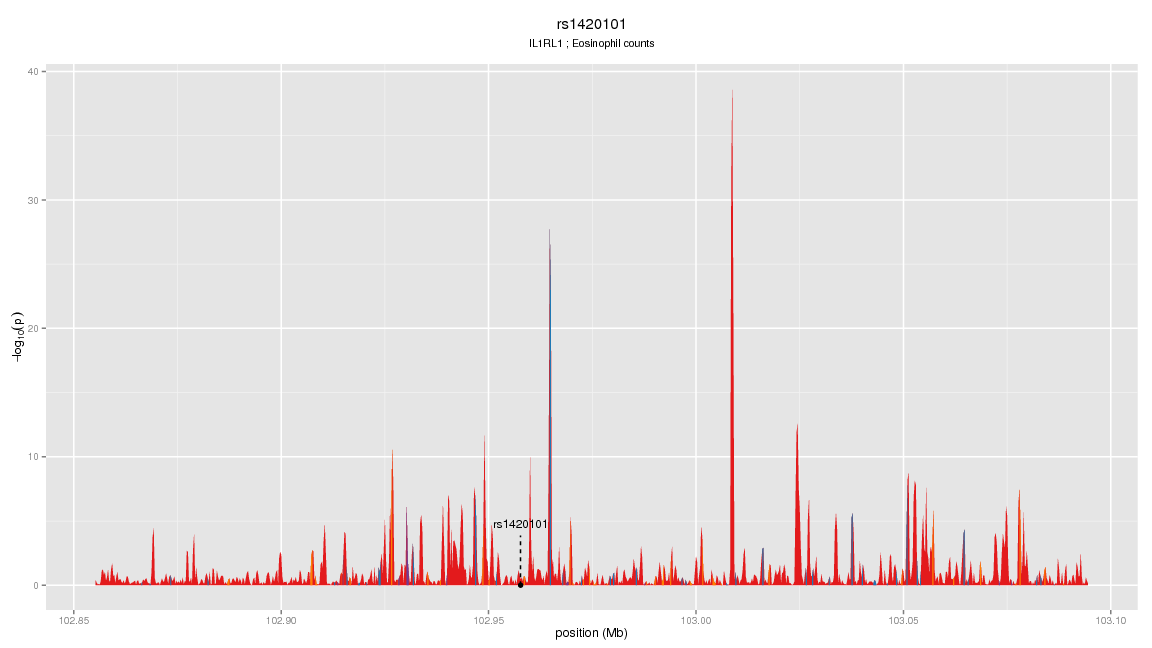 rs1420101
IL1RL1 ; Eosinophil counts
40
30
20
10
0
−log10(p)
rs1420101
102.85 102.90 102.95 103.00 103.05 103.10
position (Mb)